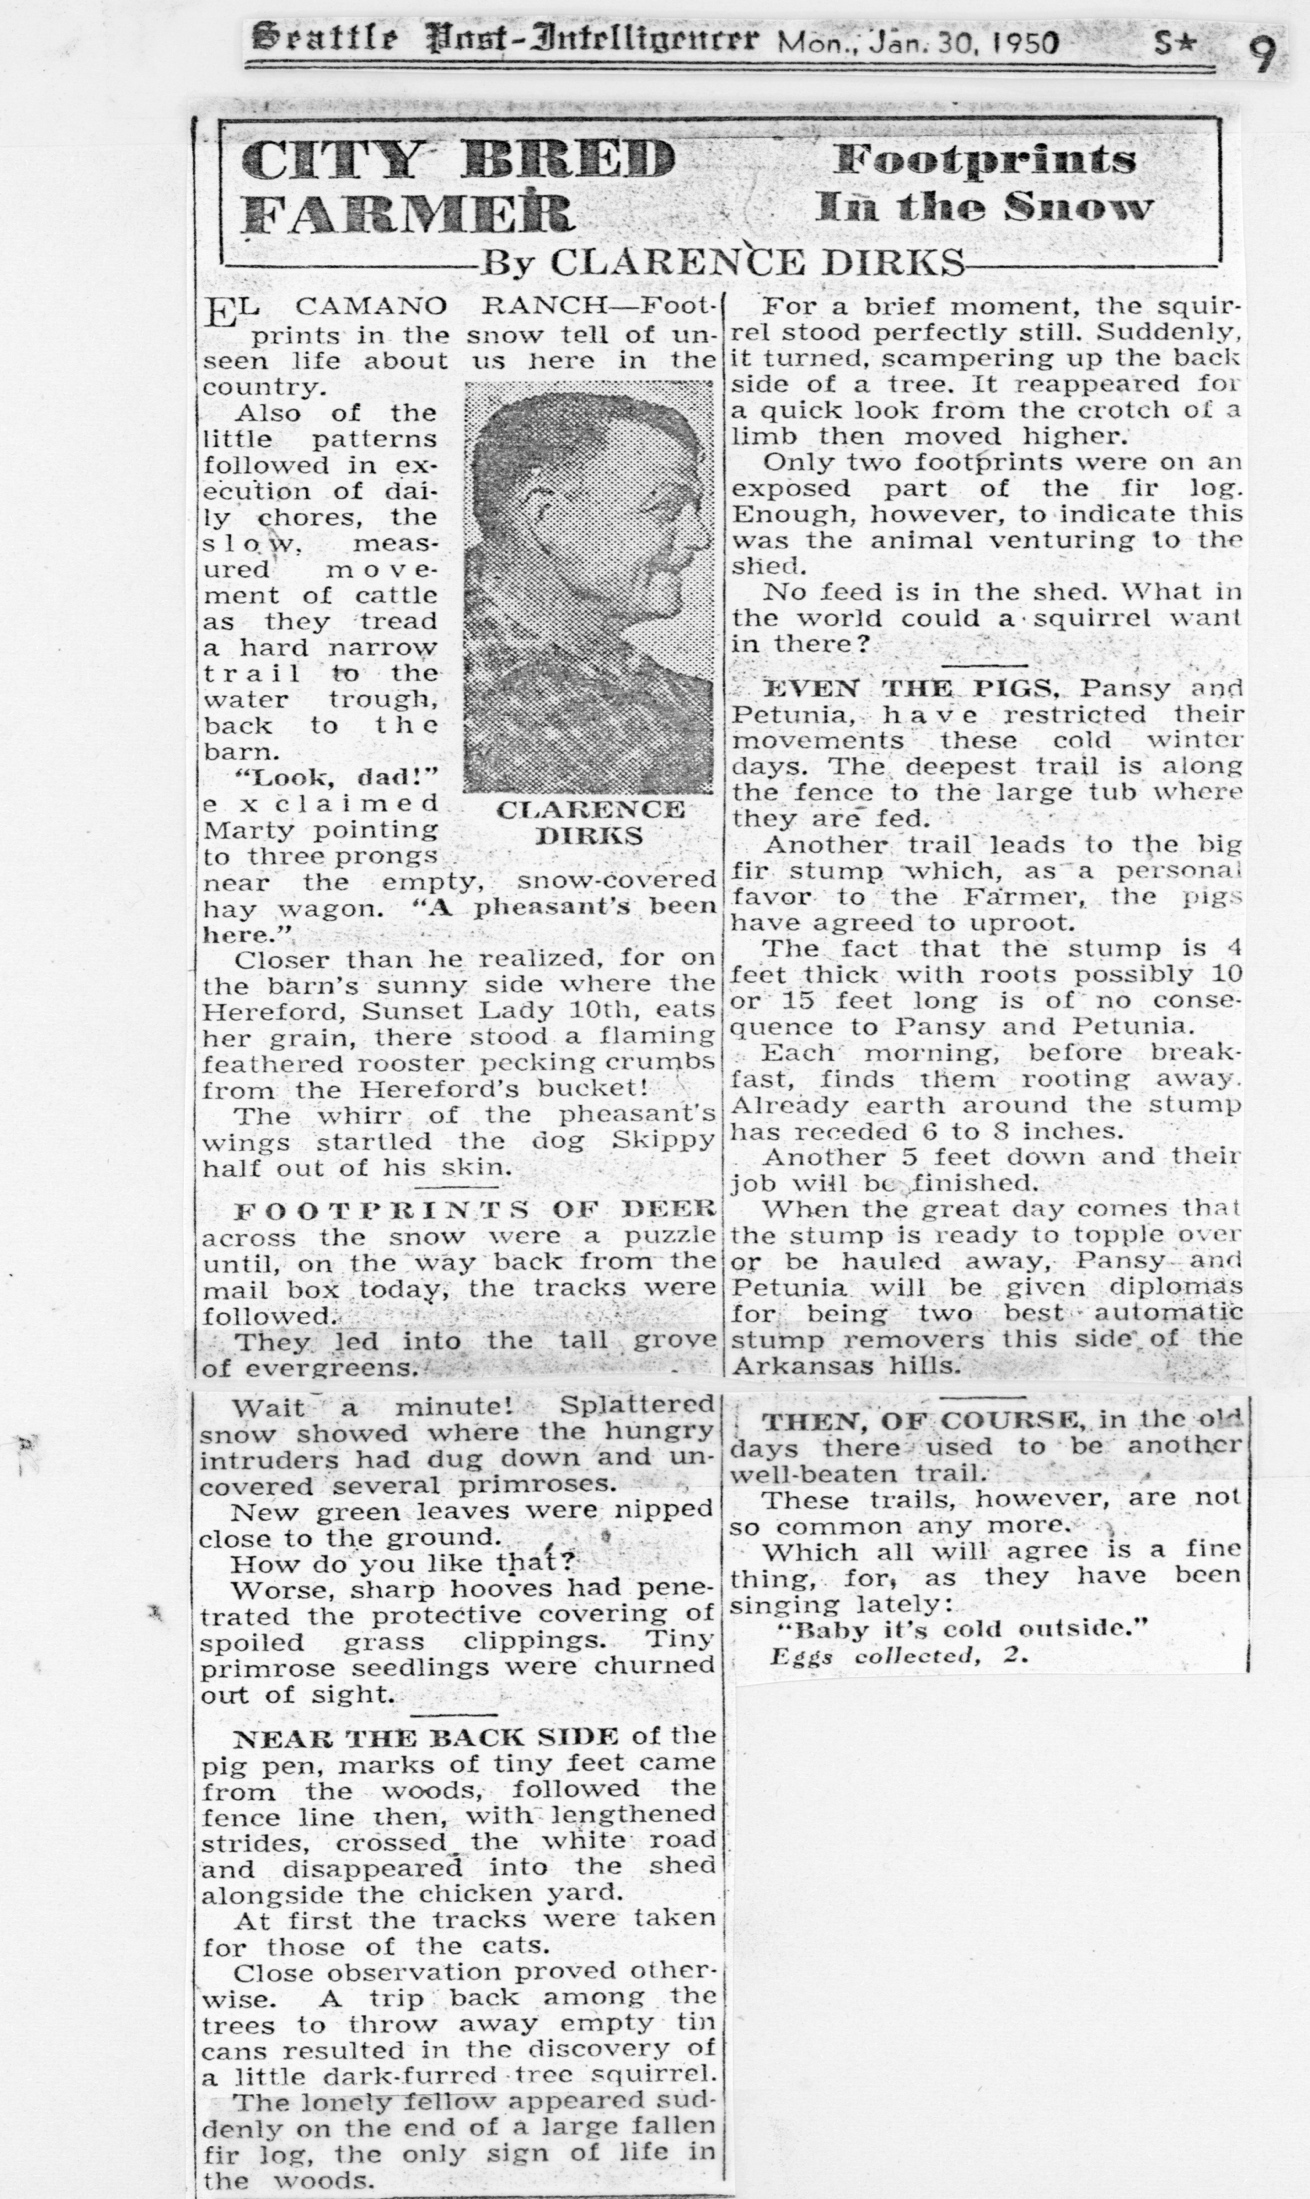 Seattle Post-Intelligencer Mon., Jan. 30, 1950 S★ 9
CITY BRED
FARMER
Footprints
In the Snow
By CLARENCE DIRKS
EL CAMANO RANCH—Foot-
prints in the snow tell of un-
seen life about us here in the
country.
Also of the
little patterns
followed in ex-
ecution of dai-
ly chores, the
slow, meas-
ured move-
ment of cattle
as they tread
a hard narrow
trail to the
water trough,
back to the
barn.
"Look, dad!"
exclaimed
Marty pointing
to three prongs
near the empty, snow-covered
hay wagon. "A pheasant's been
here."
CLARENCE
DIRKS
Closer than he realized, for on
the barn's sunny side where the
Hereford, Sunset Lady 10th, eats
her grain, there stood a flaming
feathered rooster pecking crumbs
from the Hereford's bucket!
The whirr of the pheasant's
wings startled the dog Skippy
half out of his skin.
FOOTPRINTS OF DEER
across the snow were a puzzle
until, on the way back from the
mail box today, the tracks were
followed.
They led into the tall grove
of evergreens.
Wait a minute! Splattered
snow showed where the hungry
intruders had dug down and un-
covered several primroses.
New green leaves were nipped
close to the ground.
How do you like that?
Worse, sharp hooves had pene-
trated the protective covering of
spoiled grass clippings. Tiny
primrose seedlings were churned
out of sight.
NEAR THE BACK SIDE of the
pig pen, marks of tiny feet came
from the woods, followed the
fence line then, with lengthened
strides, crossed the white road
and disappeared into the shed
alongside the chicken yard.
At first the tracks were taken
for those of the cats.
Close observation proved other-
wise. A trip back among the
trees to throw away empty tin
cans resulted in the discovery of
a little dark-furred tree squirrel.
The lonely fellow appeared sud-
denly on the end of a large fallen
fir log, the only sign of life in
the woods.
For a brief moment, the squir-
rel stood perfectly still. Suddenly,
it turned, scampering up the back
side of a tree. It reappeared for
a quick look from the crotch of a
limb then moved higher.
Only two footprints were on an
exposed part of the fir log.
Enough, however, to indicate this
was the animal venturing to the
shed.
No feed is in the shed. What in
the world could a squirrel want
in there?
EVEN THE PIGS, Pansy and
Petunia, have restricted their
movements these cold winter
days. The deepest trail is along
the fence to the large tub where
they are fed.
Another trail leads to the big
fir stump which, as a personal
favor to the Farmer, the pigs
have agreed to uproot.
The fact that the stump is 4
feet thick with roots possibly 10
or 15 feet long is of no conse-
quence to Pansy and Petunia.
Each morning, before break-
fast, finds them rooting away.
Already earth around the stump
has receded 6 to 8 inches.
Another 5 feet down and their
job will be finished.
When the great day comes that
the stump is ready to topple over
or be hauled away, Pansy and
Petunia will be given diplomas
for being two best automatic
stump removers this side of the
Arkansas hills.
THEN, OF COURSE, in the old
days there used to be another
well-beaten trail.
These trails, however, are not
so common any more.
Which all will agree is a fine
thing, for, as they have been
singing lately:
"Baby it's cold outside."
Eggs collected, 2.